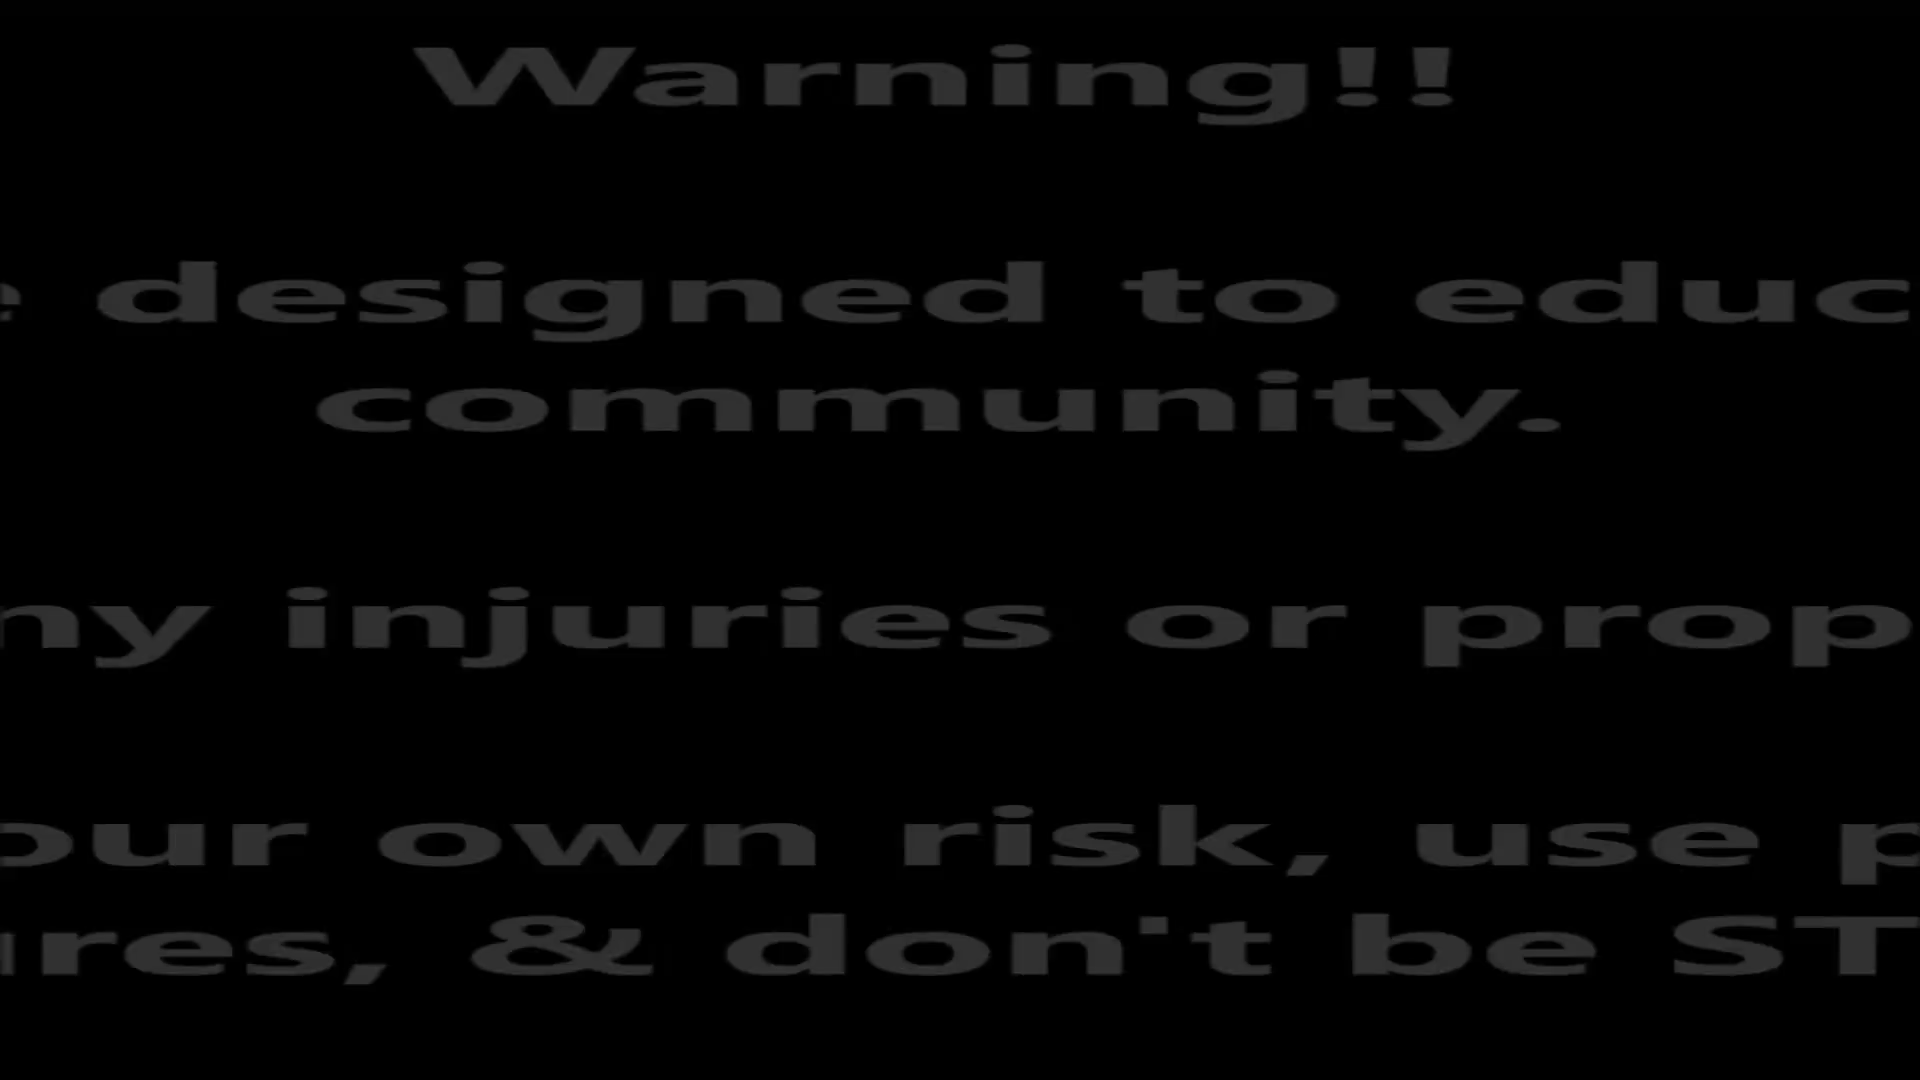 Warning!!
designed to educ
community.
ny injuries or prop
our own risk, use p
res, & don't be ST